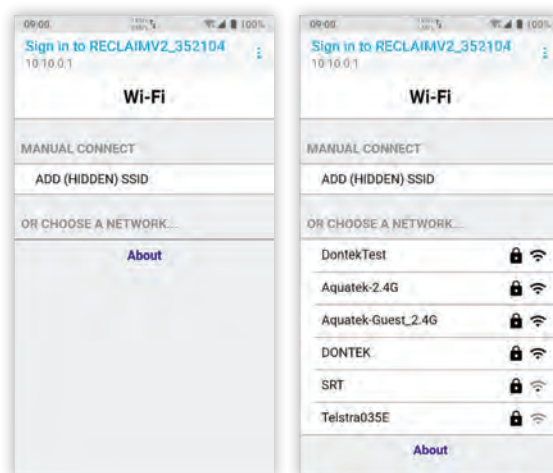 09:00 100%
Sign in to RECLAIMV2_352104
10.10.0.1
Wi-Fi
MANUAL CONNECT
ADD (HIDDEN) SSID
OR CHOOSE A NETWORK...
About
09:00 100%
Sign in to RECLAIMV2_352104
10.10.0.1
Wi-Fi
MANUAL CONNECT
ADD (HIDDEN) SSID
OR CHOOSE A NETWORK...
DontekTest
Aquatek-2.4G
Aquatek-Guest_2.4G
DONTEK
SRT
Telstra035E
About